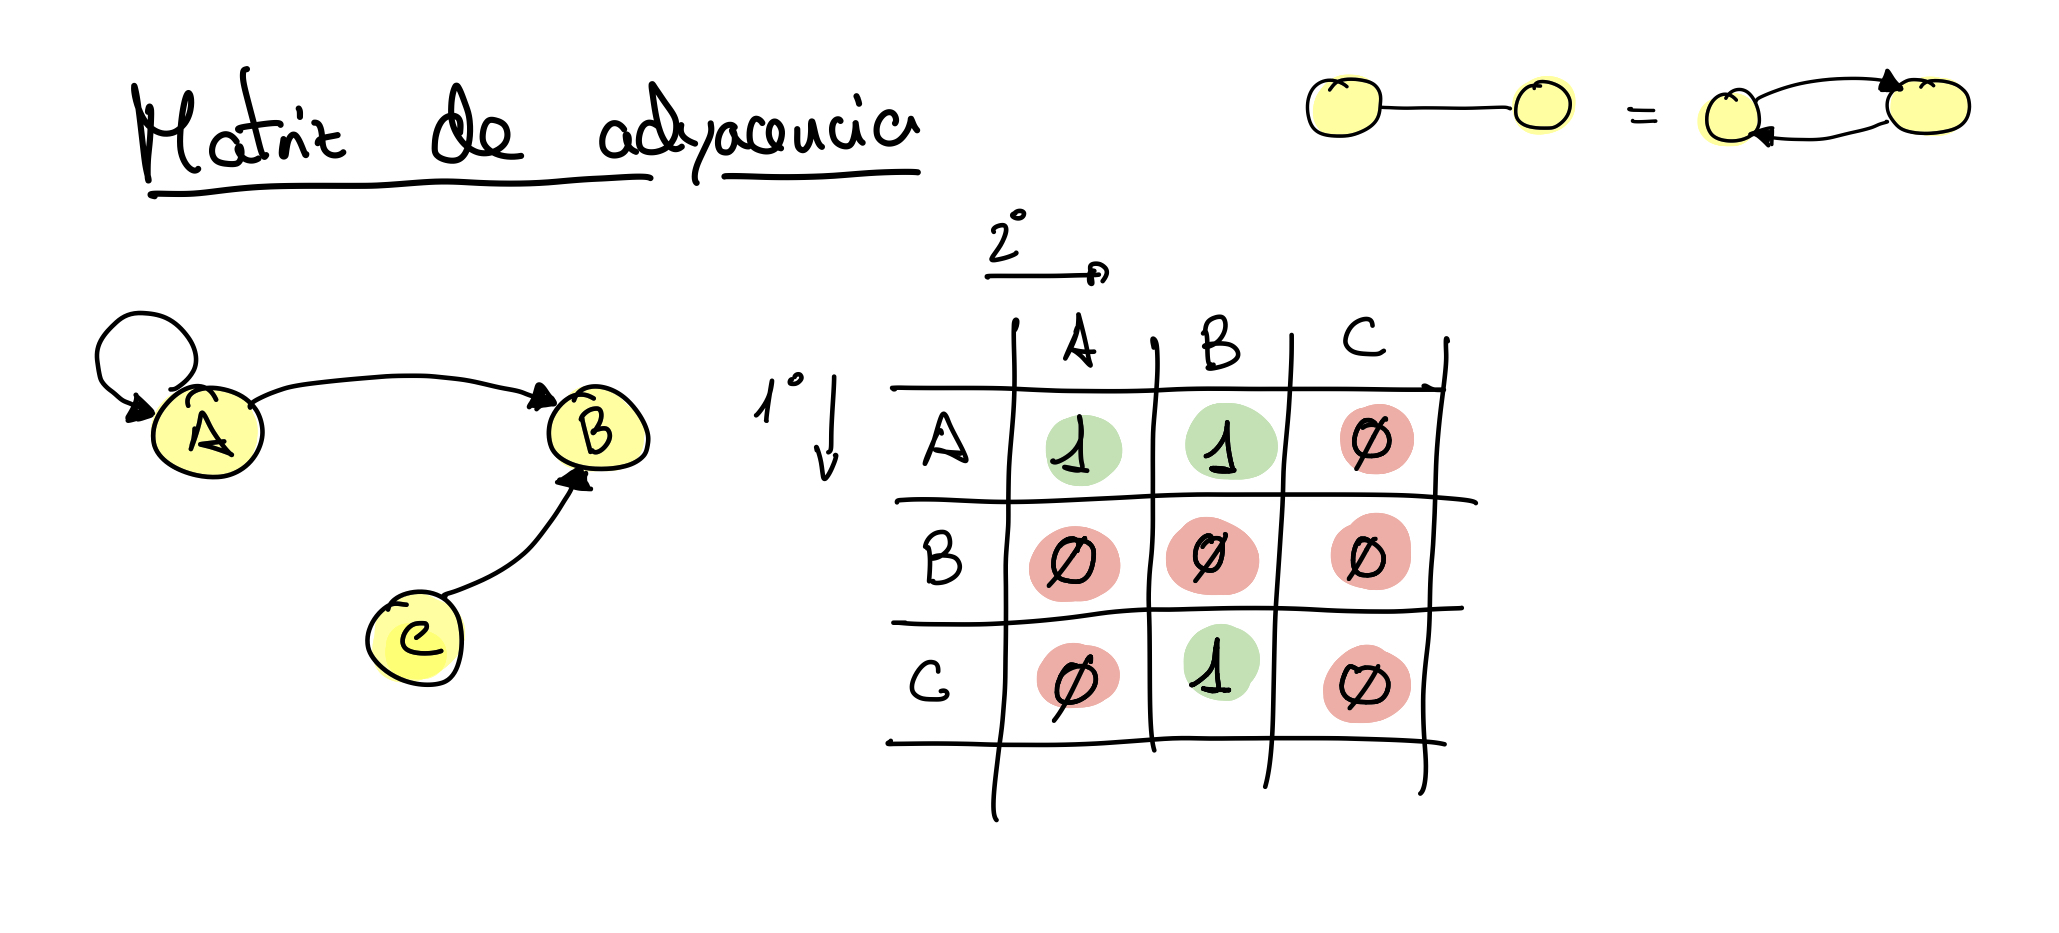 Matriz de adyacencia
=
2°
1°
A B C
A 1 1 Ø
B Ø Ø Ø
C Ø 1 Ø
A
B
C